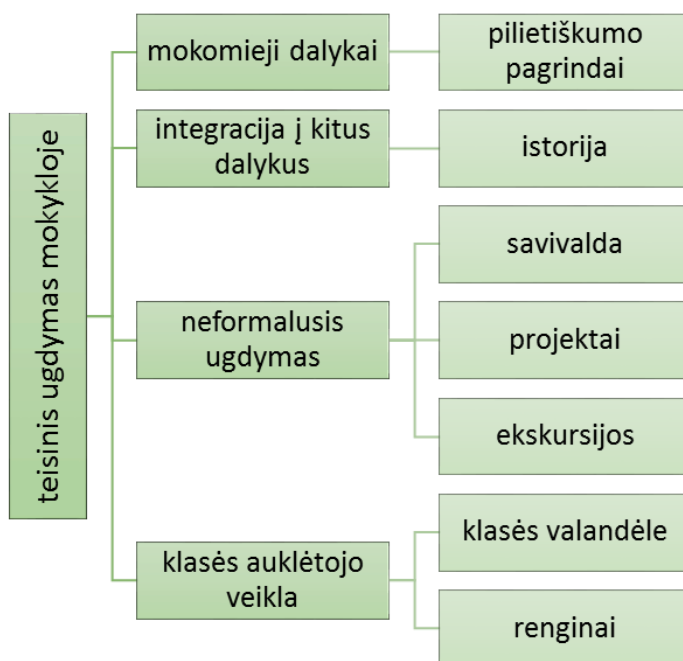 teisinis ugdymas mokykloje
mokomieji dalykai
pilietiškumo
pagrindai
integracija į kitus
dalykus
istorija
neformalusis
ugdymas
savivalda
projektai
ekskursijos
klasės auklėtojo
veikla
klasės valandėle
renginai